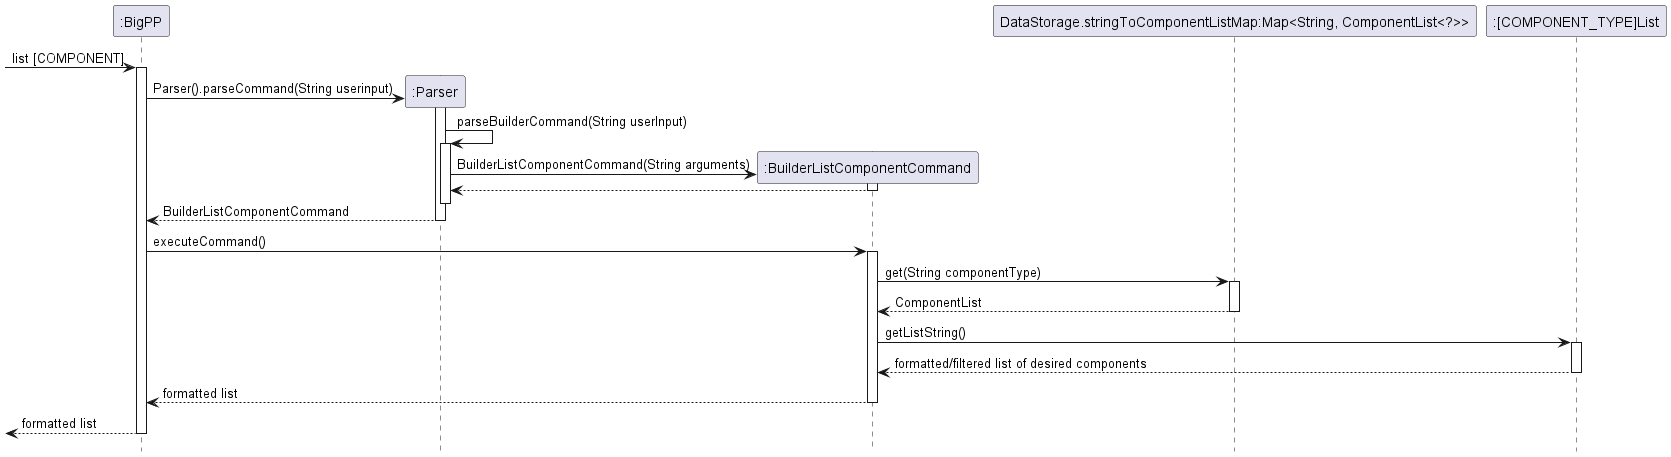 :BigPP
DataStorage.stringToComponentListMap:Map<String, ComponentList<?>>
:[COMPONENT_TYPE]List
list [COMPONENT]
Parser().parseCommand(String userinput)
:Parser
parseBuilderCommand(String userInput)
BuilderListComponentCommand(String arguments)
:BuilderListComponentCommand
BuilderListComponentCommand
executeCommand()
get(String componentType)
ComponentList
getListString()
formatted/filtered list of desired components
formatted list
formatted list